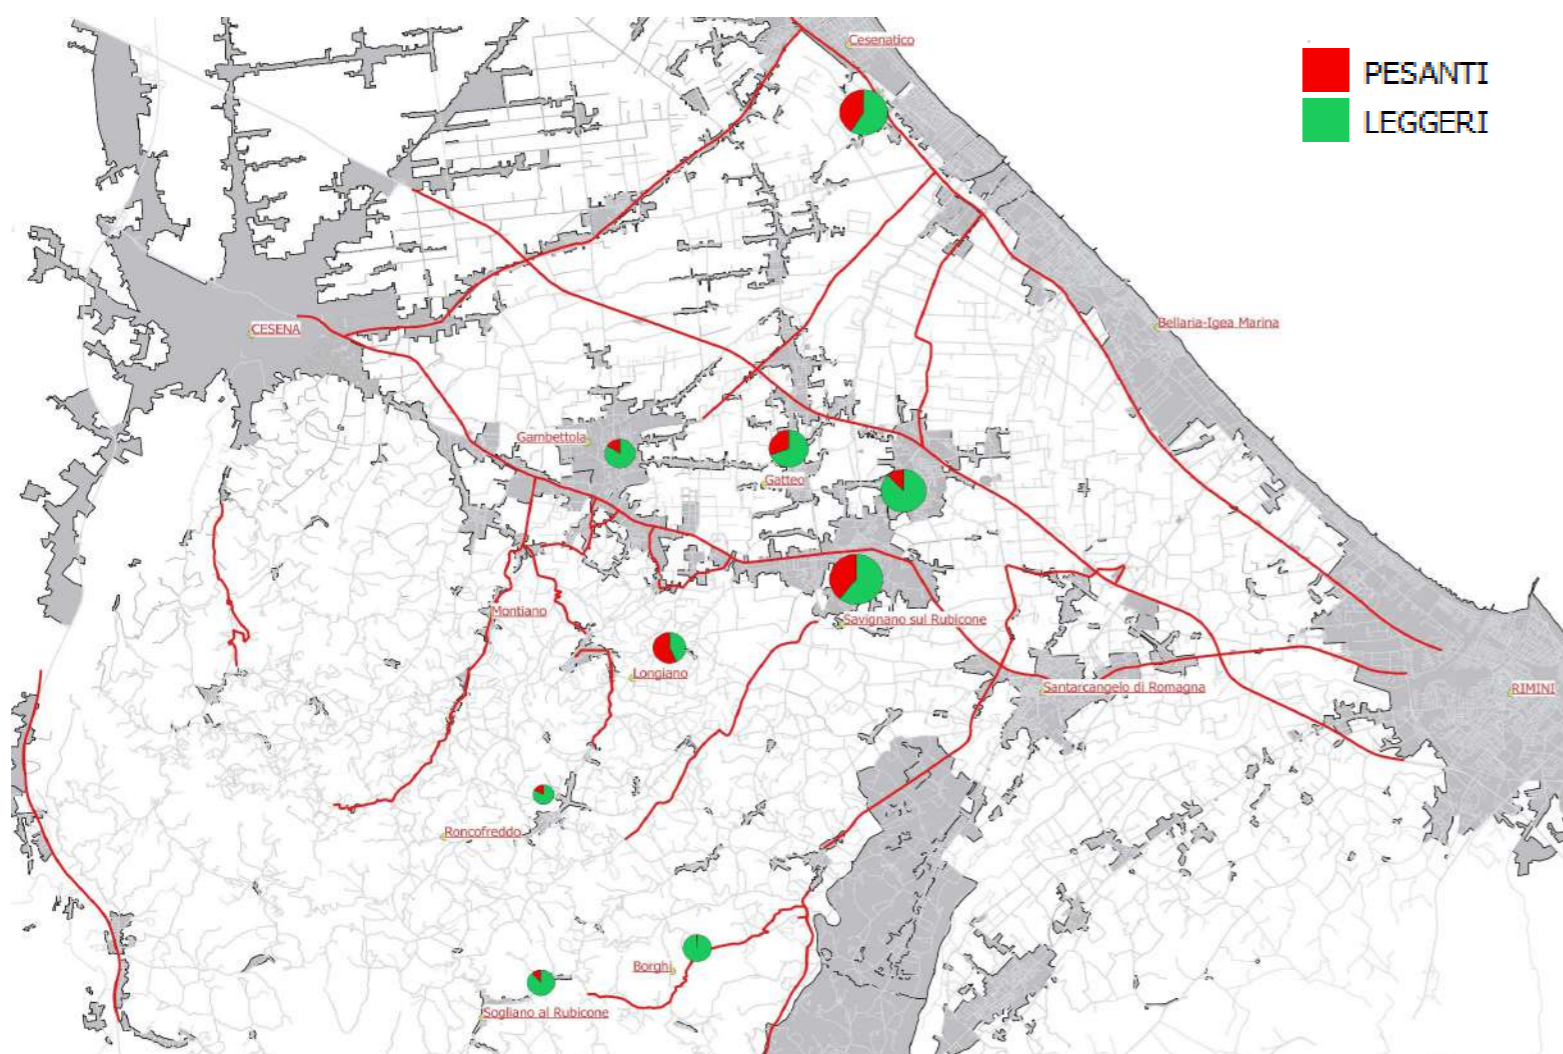 Cesenatico
PESANTI
LEGGERI
Bellaria-Igea Marina
CESENA
Gambettola
Gatteo
Montiano
Savignano sul Rubicone
Longiano
Santarcangelo di Romagna
RIMINI
Roncofreddo
Borghi
Sogliano al Rubicone